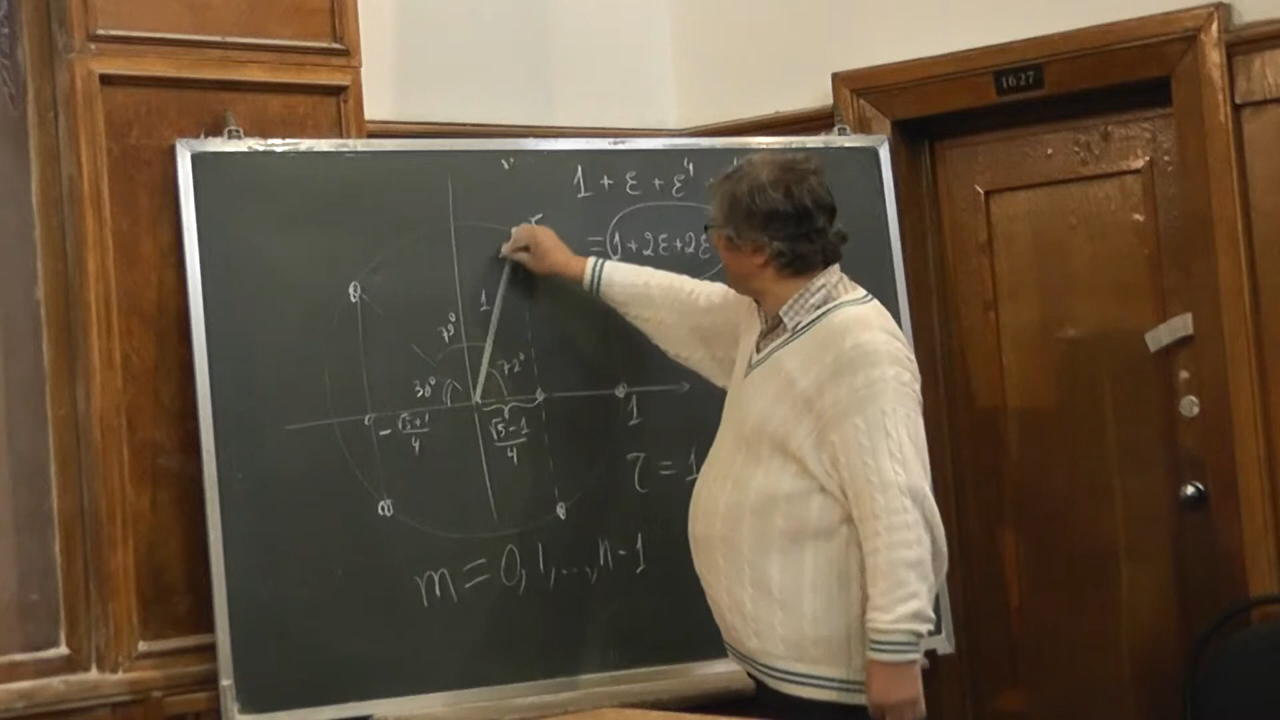 1627
1 + ε + ε⁴
= (1 + 2ε + 2ε
1
72°
72°
36°
1
- √5+1/4
√5-1/4
τ = 1
m = 0, 1, ..., n-1